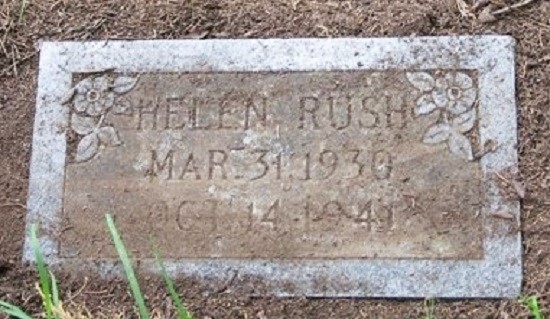 HELEN RUSH
MAR. 31. 1930
OCT 14 1941